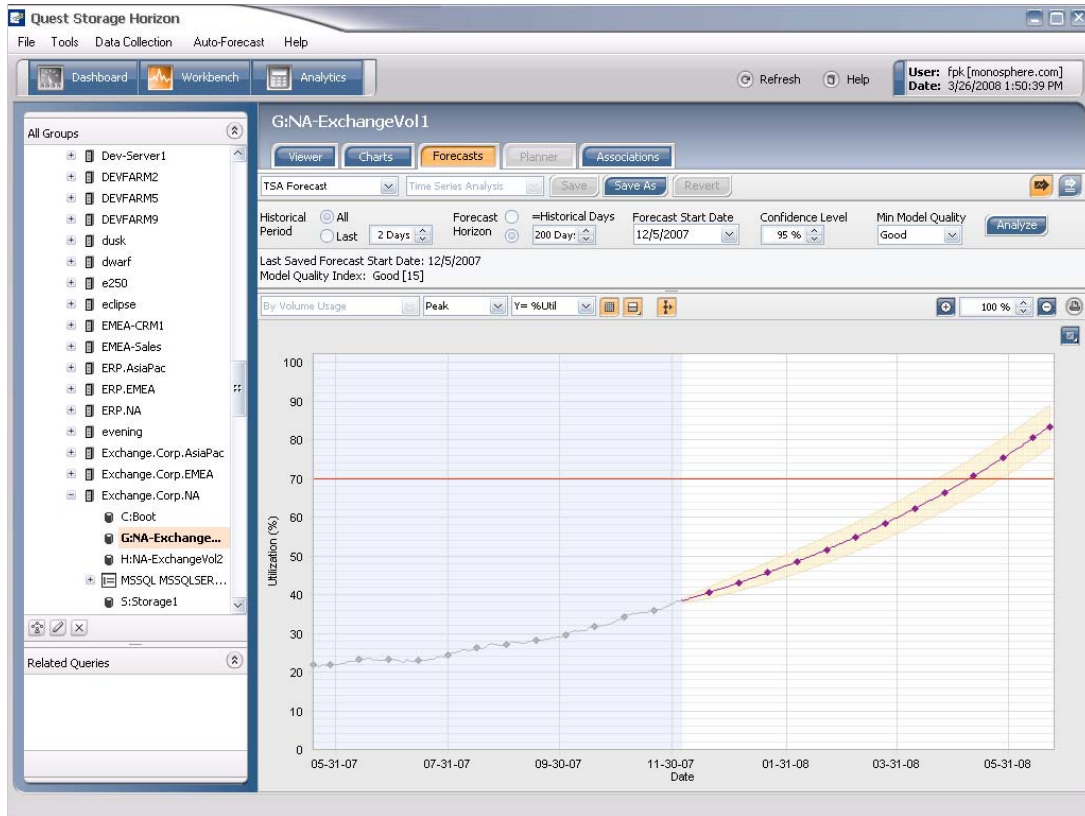 Quest Storage Horizon
File Tools Data Collection Auto-Forecast Help
Dashboard Workbench Analytics Refresh Help
User: fpk [monosphere.com]
Date: 3/26/2008 1:50:39 PM
All Groups
Dev-Server1
DEVFARM2
DEVFARM5
DEVFARM9
dusk
dwarf
e250
eclipse
EMEA-CRM1
EMEA-Sales
ERP.AsiaPac
ERP.EMEA
ERP.NA
evening
Exchange.Corp.AsiaPac
Exchange.Corp.EMEA
Exchange.Corp.NA
C:Boot
G:NA-Exchange...
H:NA-ExchangeVol2
MSSQL MSSQLSER...
S:Storage1
Related Queries
G:NA-ExchangeVol1
Viewer Charts Forecasts Planner Associations
TSA Forecast Time Series Analysis Save Save As Revert
Historical Period All Last 2 Days
Forecast Horizon =Historical Days 200 Day:
Forecast Start Date 12/5/2007
Confidence Level 95 %
Min Model Quality Good
Analyze
Last Saved Forecast Start Date: 12/5/2007
Model Quality Index: Good [15]
By Volume Usage Peak Y= %Util 100 %
100
90
80
70
60
50
40
30
20
10
0
Utilization (%)
05-31-07 07-31-07 09-30-07 11-30-07 01-31-08 03-31-08 05-31-08
Date